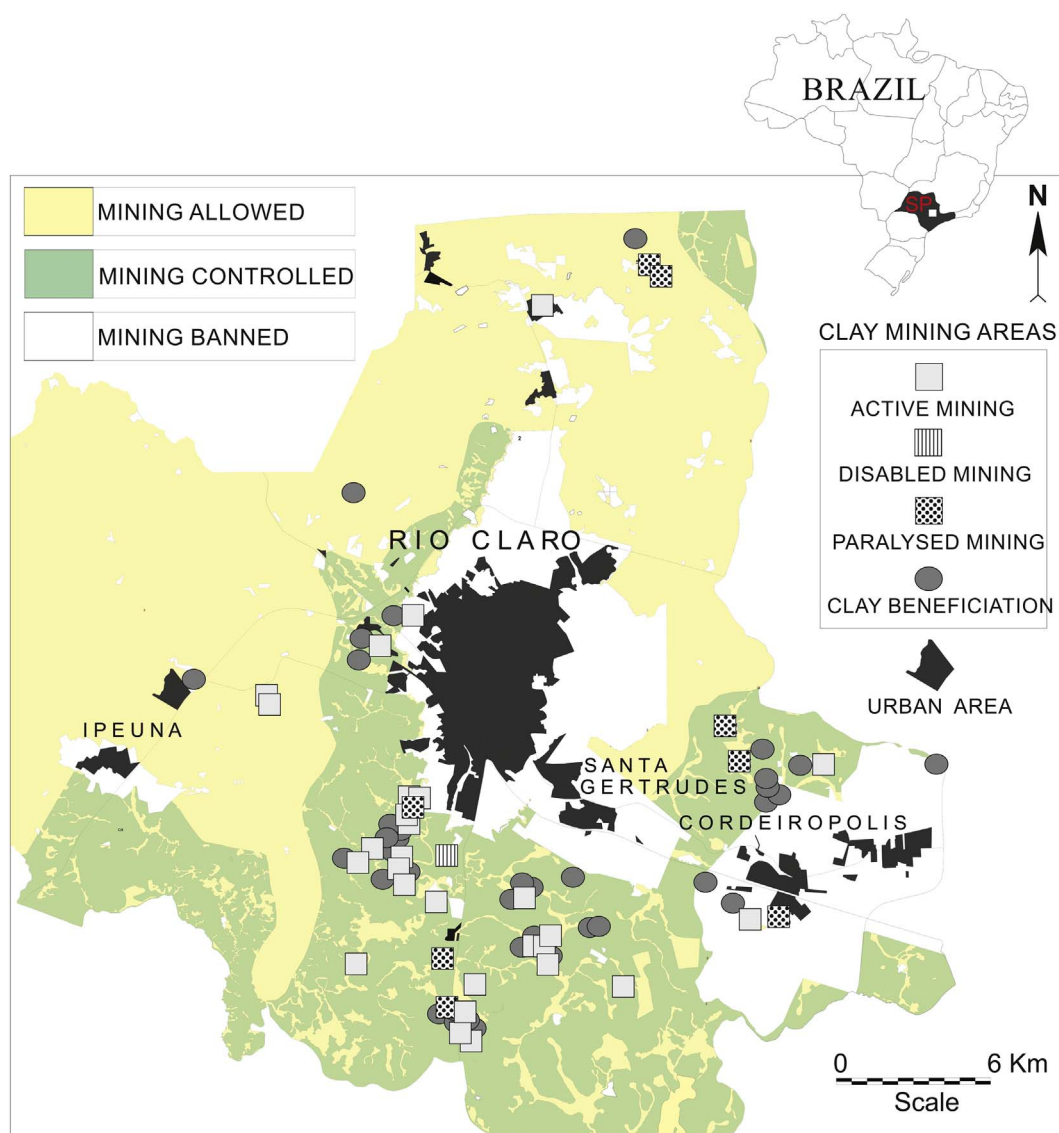 BRAZIL
SP
N
MINING ALLOWED
MINING CONTROLLED
MINING BANNED
CLAY MINING AREAS
ACTIVE MINING
DISABLED MINING
PARALYSED MINING
CLAY BENEFICIATION
URBAN AREA
RIO CLARO
IPEUNA
SANTA
GERTRUDES
CORDEIROPOLIS
0 6 Km
Scale